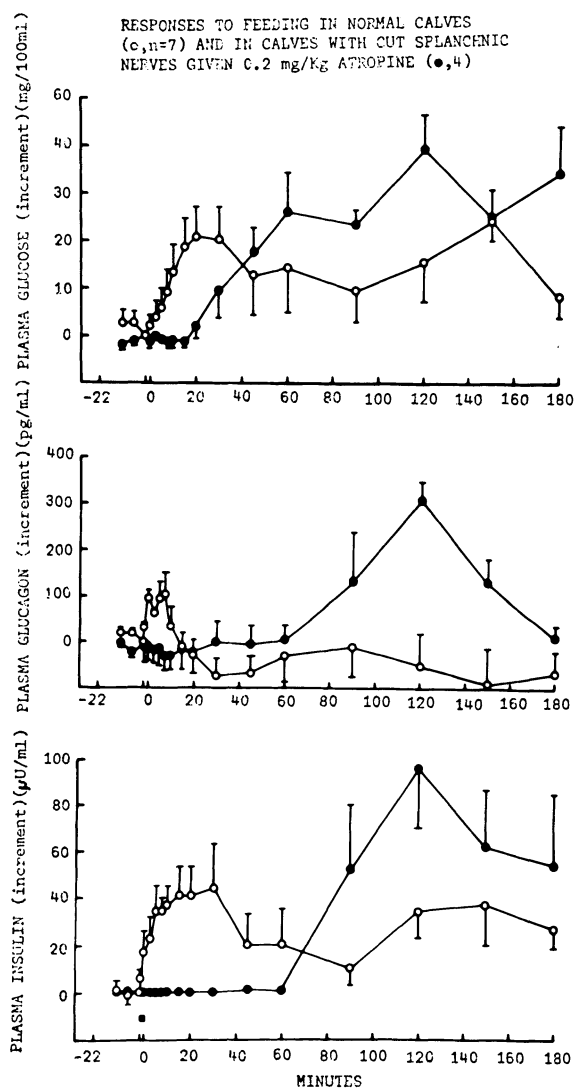 RESPONSES TO FEEDING IN NORMAL CALVES
(o,n=7) AND IN CALVES WITH CUT SPLANCHNIC
NERVES GIVEN 0.2 mg/Kg ATROPINE (●,4)
PLASMA GLUCOSE (increment)(mg/100ml)
60
40
30
20
10
0
-22 0 20 40 60 80 100 120 140 160 180
PLASMA GLUCAGON (increment)(pg/ml)
400
300
200
100
0
-22 0 20 40 60 80 100 120 140 160 180
PLASMA INSULIN (increment)(µU/ml)
100
80
60
40
20
0
-22 0 20 40 60 80 100 120 140 160 180
MINUTES